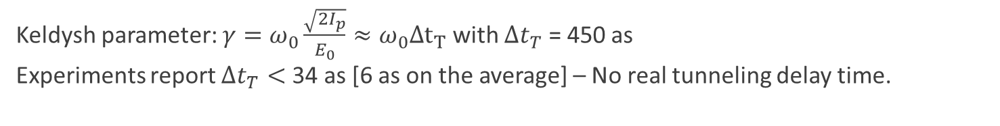 Keldysh parameter: γ = ω₀ √(2Iₚ)/E₀ ≈ ω₀Δt_T with Δt_T = 450 as
Experiments report Δt_T < 34 as [6 as on the average] – No real tunneling delay time.